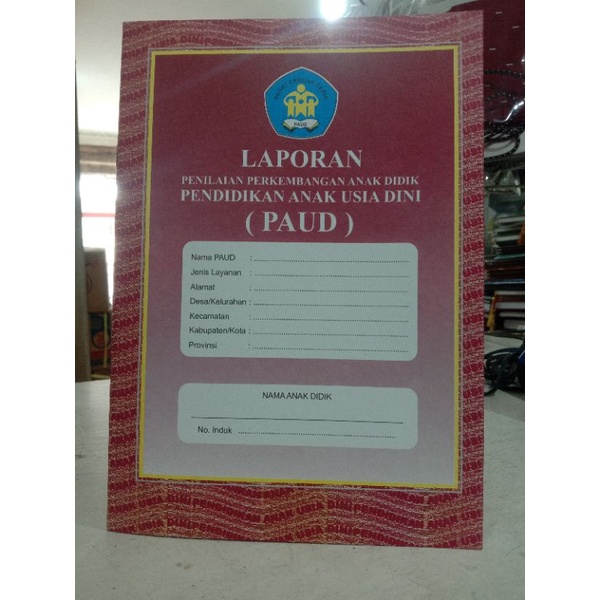 PAUD
LAPORAN
PENILAIAN PERKEMBANGAN ANAK DIDIK
PENDIDIKAN ANAK USIA DINI
( PAUD )
Nama PAUD :
Jenis Layanan :
Alamat :
Desa/Kelurahan :
Kecamatan :
Kabupaten/Kota :
Provinsi :
NAMA ANAK DIDIK
No. Induk